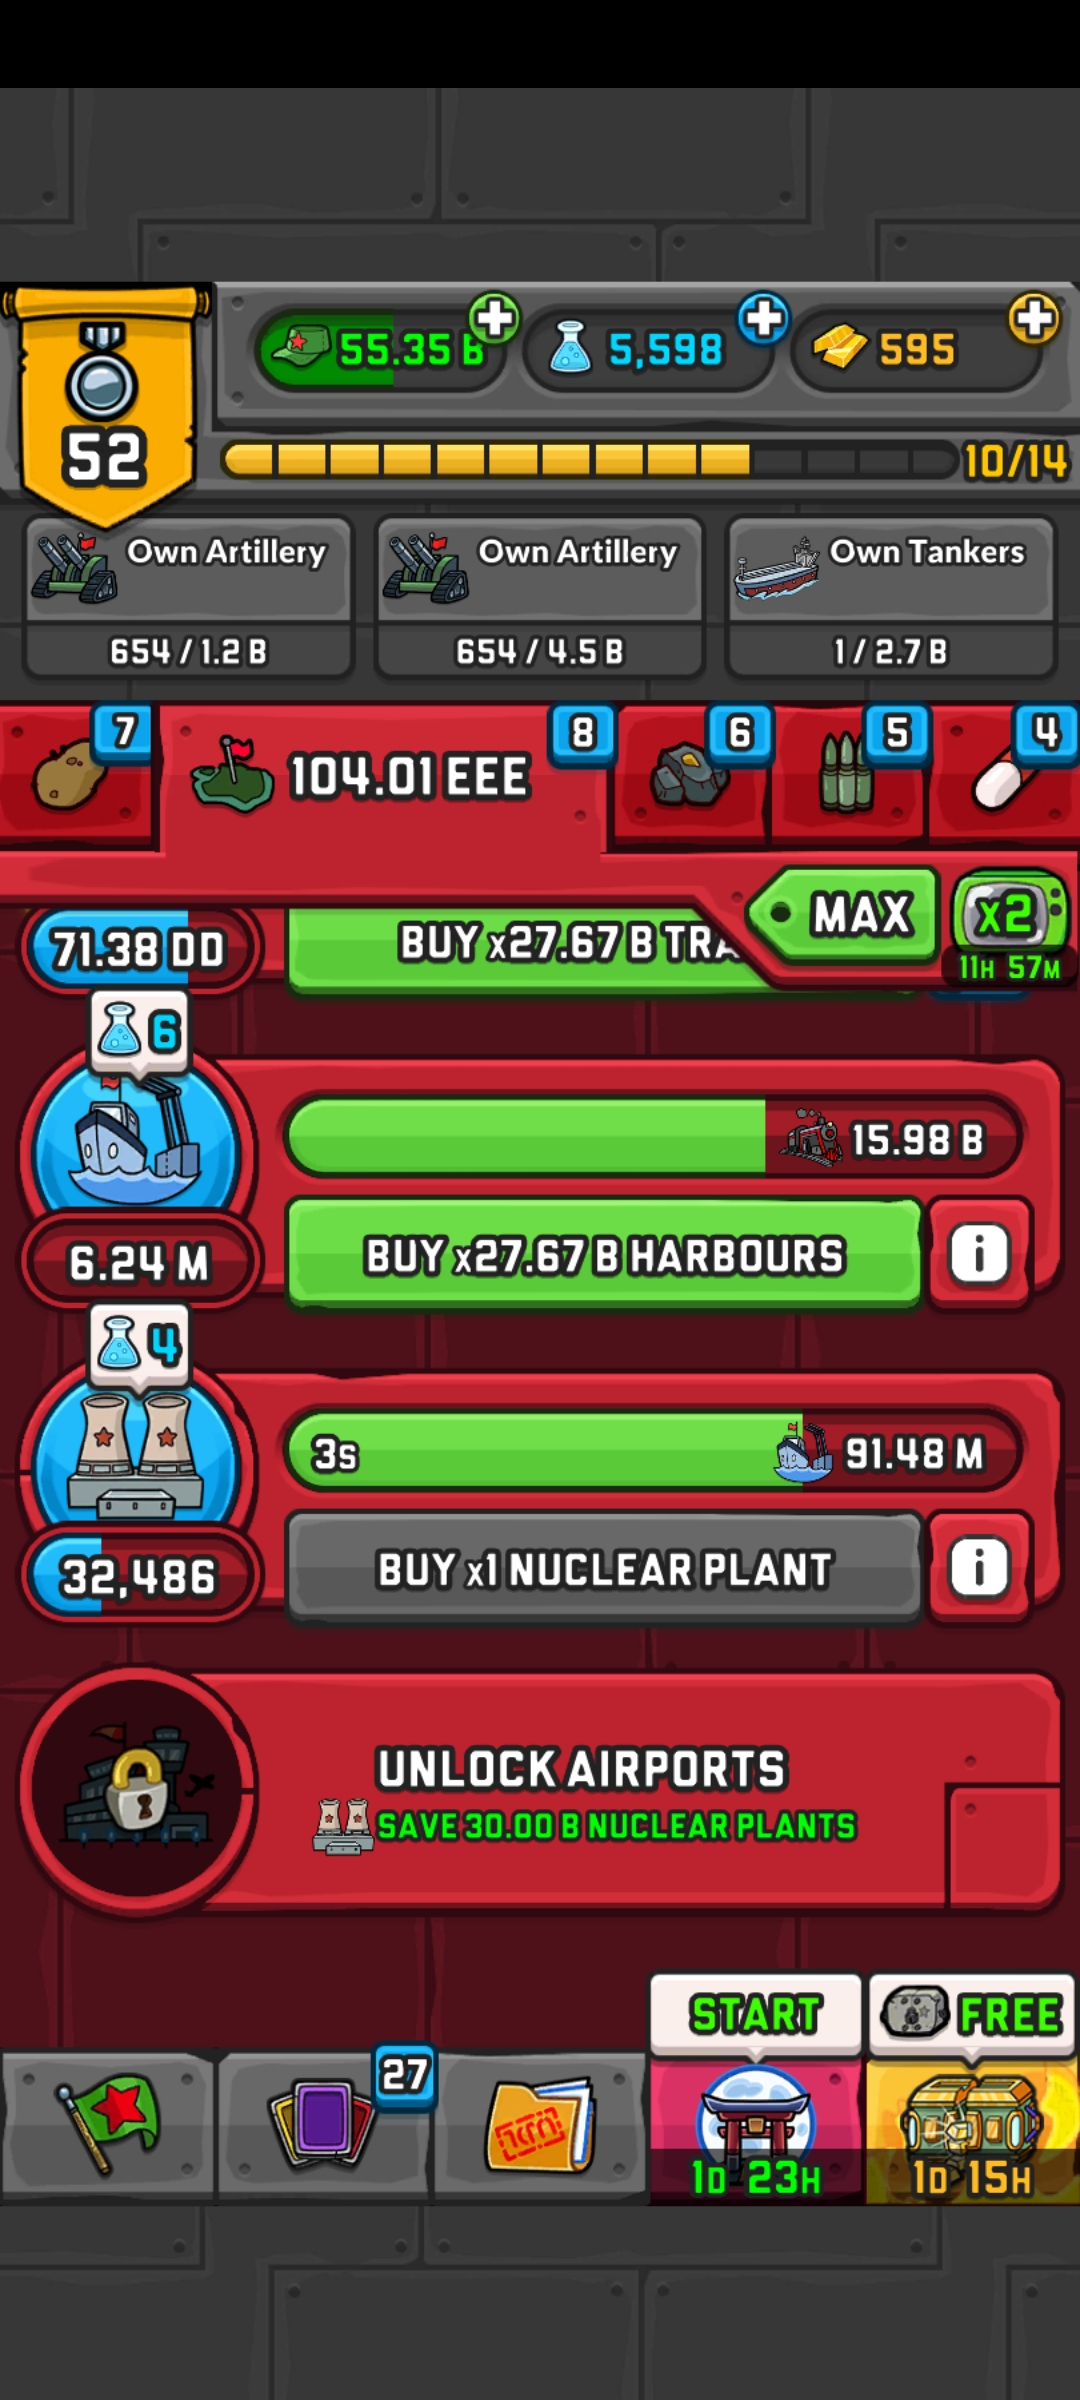 55.35 B
5,598
595
52
10/14
Own Artillery
Own Artillery
Own Tankers
654 / 1.2 B
654 / 4.5 B
1 / 2.7 B
7
104.01 EEE
8
6
5
4
MAX
x2
11H 57M
71.38 DD
BUY x27.67 B TRA
6
15.98 B
6.24 M
BUY x27.67 B HARBOURS
i
4
3s
91.48 M
32,486
BUY x1 NUCLEAR PLANT
i
UNLOCK AIRPORTS
SAVE 30.00 B NUCLEAR PLANTS
START
FREE
27
1D 23H
1D 15H